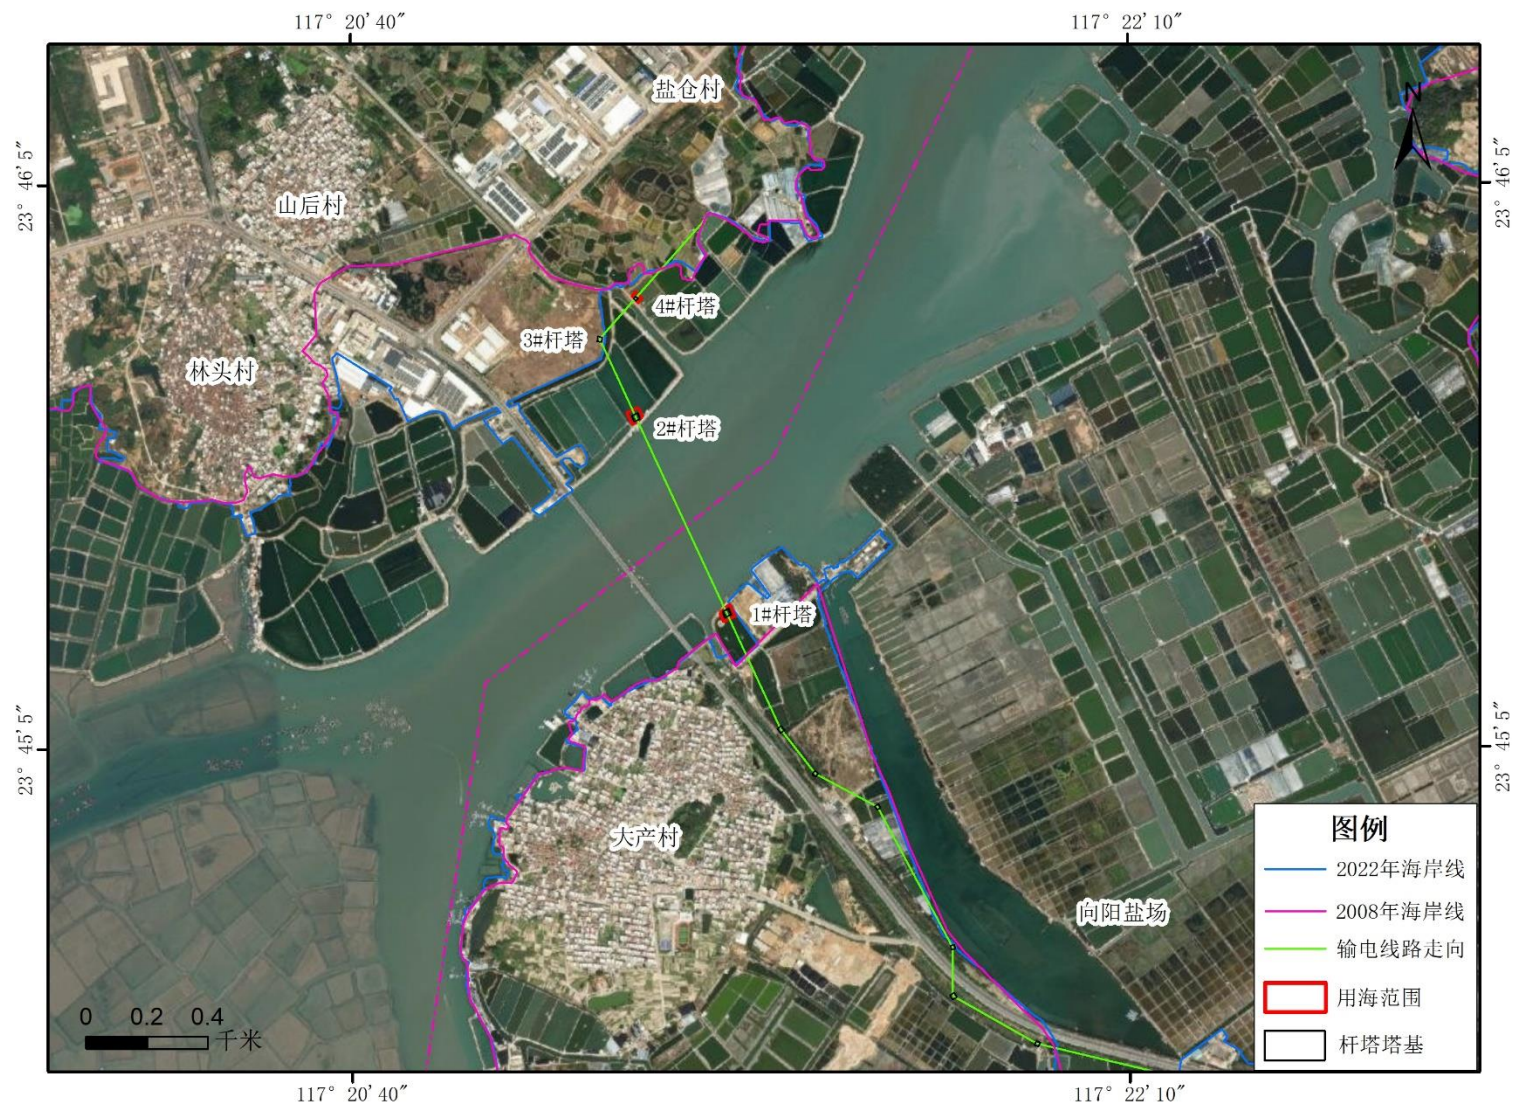 117° 20′ 40″
117° 22′ 10″
盐仓村
N
23° 46′ 5″
23° 46′ 5″
山后村
4#杆塔
3#杆塔
林头村
2#杆塔
1#杆塔
23° 45′ 5″
23° 45′ 5″
大产村
向阳盐场
图例
2022年海岸线
2008年海岸线
输电线路走向
用海范围
杆塔塔基
0 0.2 0.4
千米
117° 20′ 40″
117° 22′ 10″